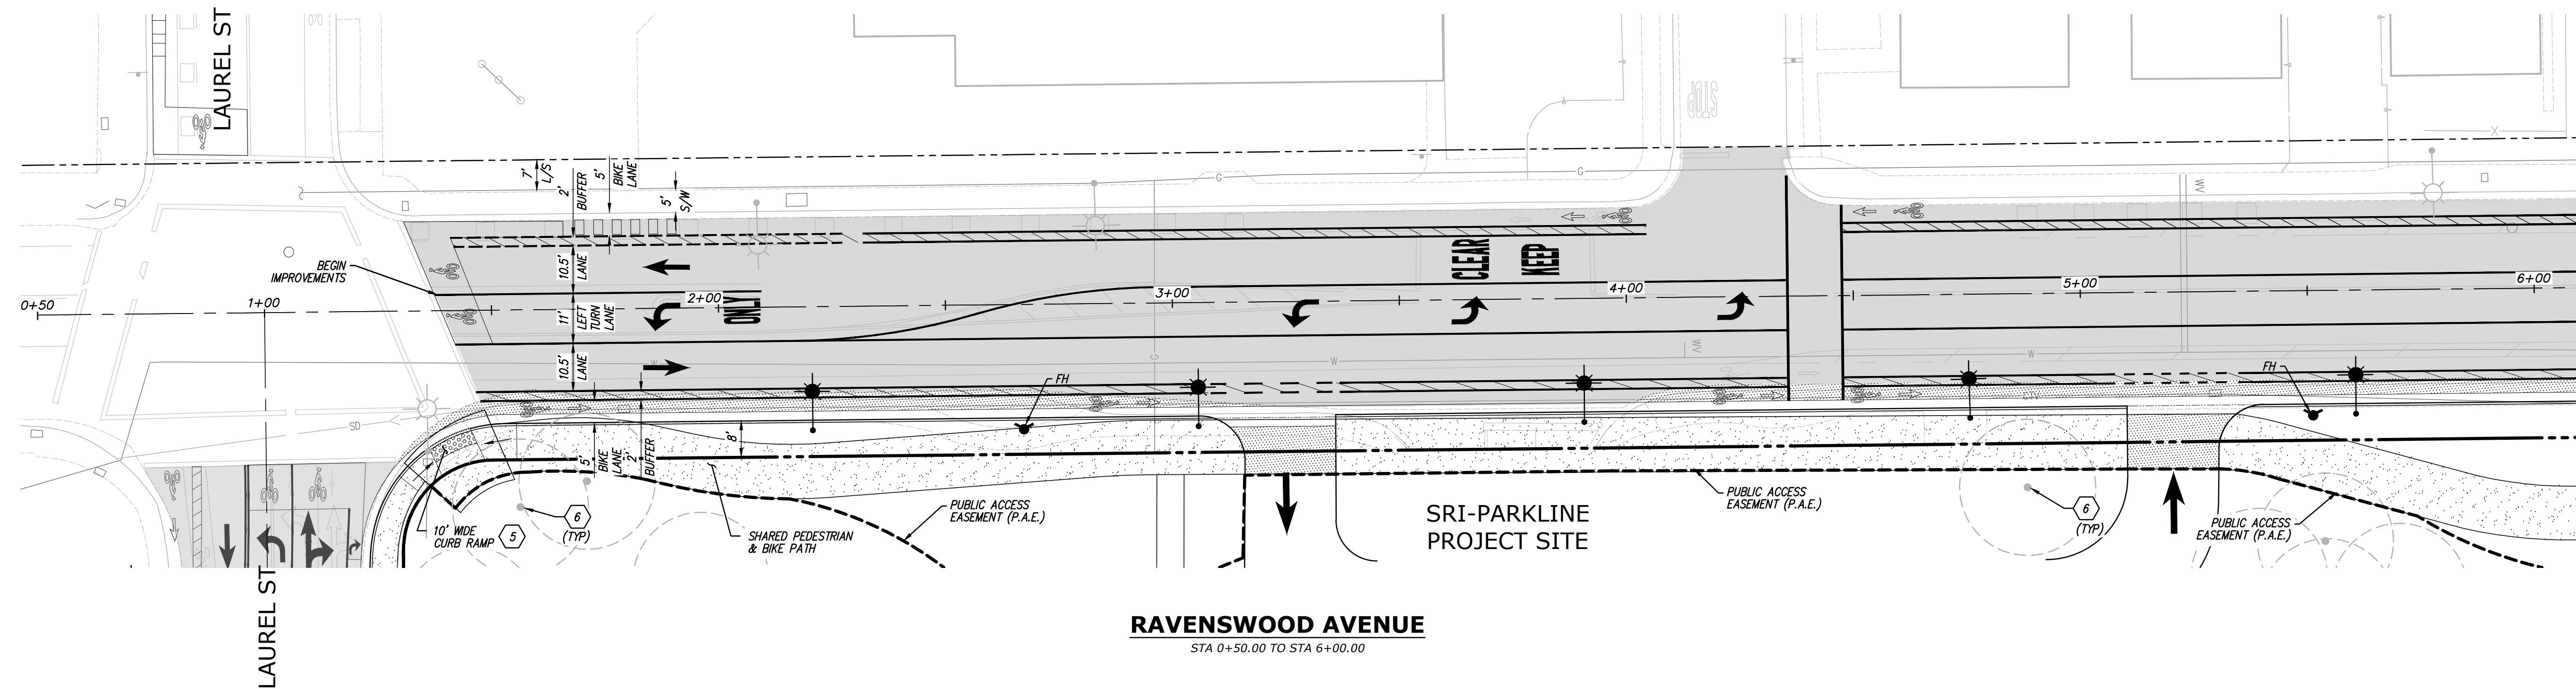 LAUREL ST
STOP
7'
L/S
2'
BUFFER
5'
BIKE
LANE
5'
S/W
G
G
X
WV
BEGIN
IMPROVEMENTS
10.5'
LANE
CLEAR
KEEP
0+50
1+00
2+00
3+00
4+00
5+00
6+00
11'
LEFT
TURN
LANE
ONLY
10.5'
LANE
W
G
W
WV
W
FH
FH
CTV
SD
8'
5'
BIKE
LANE
2'
BUFFER
10' WIDE
CURB RAMP
5
6
(TYP)
SHARED PEDESTRIAN
& BIKE PATH
PUBLIC ACCESS
EASEMENT (P.A.E.)
SRI-PARKLINE
PROJECT SITE
PUBLIC ACCESS
EASEMENT (P.A.E.)
6
(TYP)
PUBLIC ACCESS
EASEMENT (P.A.E.)
LAUREL ST
RAVENSWOOD AVENUE
STA 0+50.00 TO STA 6+00.00